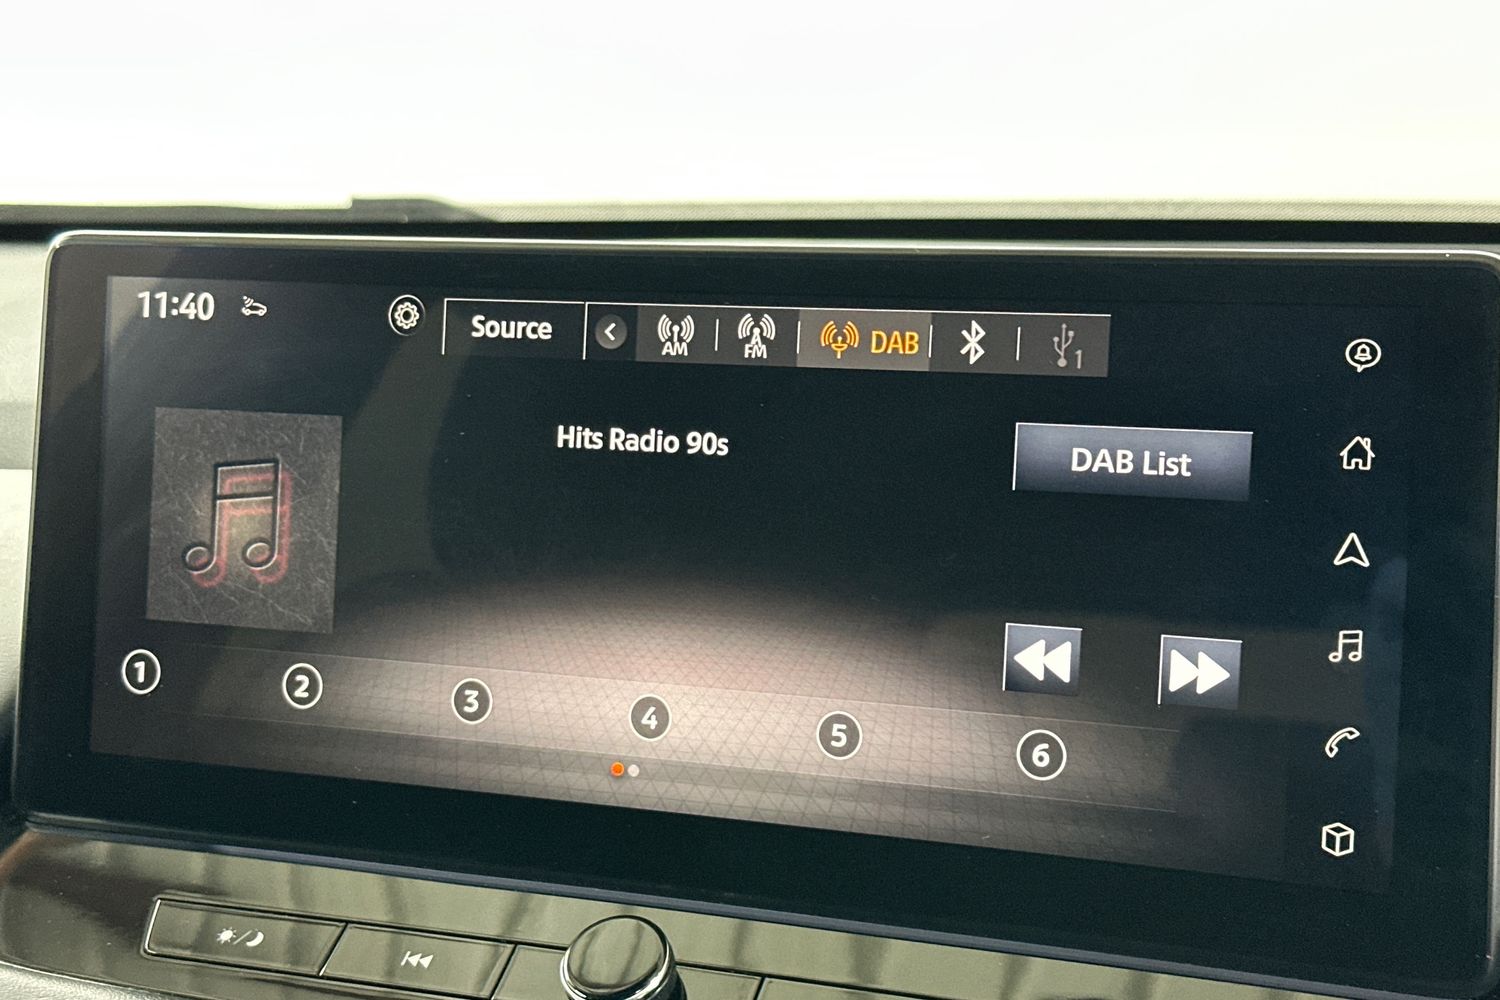 11:40
Source
AM
FM
DAB
1
Hits Radio 90s
DAB List
1
2
3
4
5
6